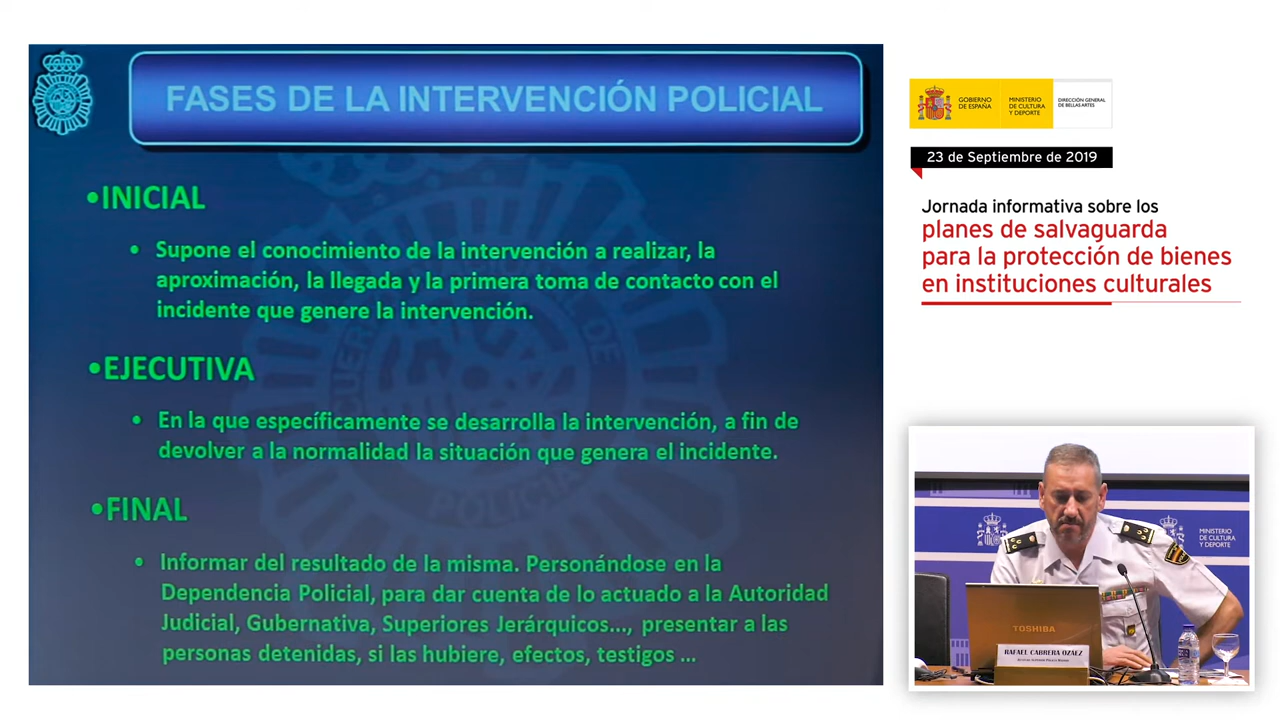 FASES DE LA INTERVENCIÓN POLICIAL
•INICIAL
• Supone el conocimiento de la intervención a realizar, la
aproximación, la llegada y la primera toma de contacto con el
incidente que genere la intervención.
•EJECUTIVA
• En la que específicamente se desarrolla la intervención, a fin de
devolver a la normalidad la situación que genera el incidente.
•FINAL
• Informar del resultado de la misma. Personándose en la
Dependencia Policial, para dar cuenta de lo actuado a la Autoridad
Judicial, Gubernativa, Superiores Jerárquicos..., presentar a las
personas detenidas, si las hubiere, efectos, testigos ...
GOBIERNO
DE ESPAÑA
MINISTERIO
DE CULTURA
Y DEPORTE
DIRECCIÓN GENERAL
DE BELLAS ARTES
23 de Septiembre de 2019
Jornada informativa sobre los
planes de salvaguarda
para la protección de bienes
en instituciones culturales
MINISTERIO
DE CULTURA
Y DEPORTE
TOSHIBA
RAFAEL CABRERA OZAEZ